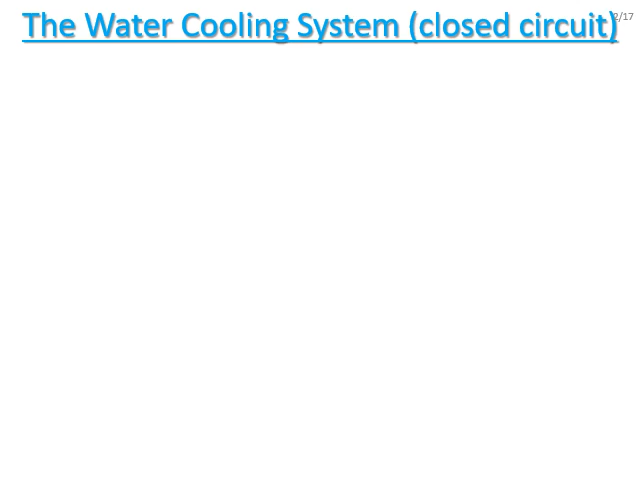 The Water Cooling System (closed circuit)
2/17